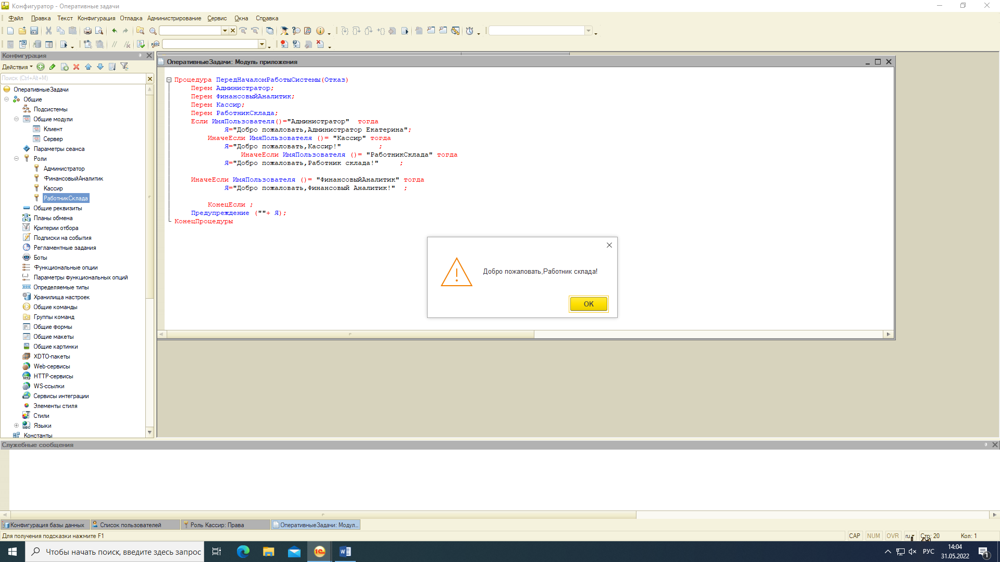 Конфигуратор - Оперативные задачи
Файл Правка Текст Конфигурация Отладка Администрирование Сервис Окна Справка
Конфигурация
Действия
Поиск (Ctrl+Alt+M)
ОперативныеЗадачи
Общие
Подсистемы
Общие модули
Клиент
Сервер
Параметры сеанса
Роли
Администратор
ФинансовыйАналитик
Кассир
РаботникСклада
Общие реквизиты
Планы обмена
Критерии отбора
Подписки на события
Регламентные задания
Боты
Функциональные опции
Параметры функциональных опций
Определяемые типы
Хранилища настроек
Общие команды
Группы команд
Общие формы
Общие макеты
Общие картинки
XDTO-пакеты
Web-сервисы
HTTP-сервисы
WS-ссылки
Сервисы интеграции
Элементы стиля
Стили
Языки
Константы
ОперативныеЗадачи: Модуль приложения
Процедура ПередНачаломРаботыСистемы(Отказ)
Перем Администратор;
Перем ФинансовыйАналитик;
Перем Кассир;
Перем РаботникСклада;
Если ИмяПользователя()="Администратор" тогда
Я="Добро пожаловать,Администратор Екатерина";
ИначеЕсли ИмяПользователя ()= "Кассир" тогда
Я="Добро пожаловать,Кассир!" ;
ИначеЕсли ИмяПользователя ()= "РаботникСклада" тогда
Я="Добро пожаловать,Работник склада!" ;
ИначеЕсли ИмяПользователя ()= "ФинансовыйАналитик" тогда
Я="Добро пожаловать,Финансовый Аналитик!" ;
КонецЕсли ;
Предупреждение (""+ Я);
КонецПроцедуры
Добро пожаловать,Работник склада!
OK
Служебные сообщения
Конфигурация базы данных
Список пользователей
Роль Кассир: Права
ОперативныеЗадачи: Модул...
Для получения подсказки нажмите F1
CAP NUM OVR ru Стр: 20 Кол: 1
Чтобы начать поиск, введите здесь запрос
РУС
14:04
31.05.2022
1